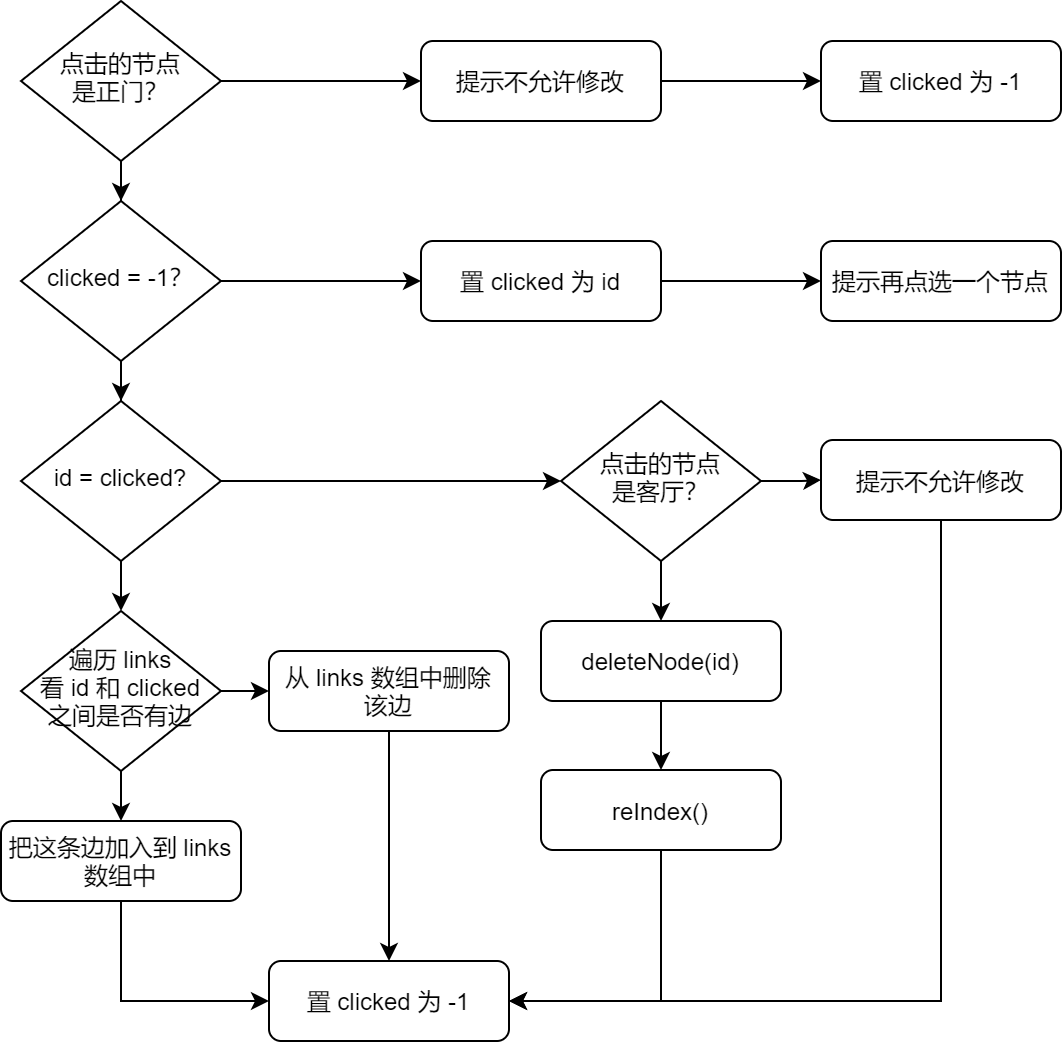 点击的节点
是正门？
提示不允许修改
置 clicked 为 -1
clicked = -1?
置 clicked 为 id
提示再点选一个节点
id = clicked?
点击的节点
是客厅？
提示不允许修改
遍历 links
看 id 和 clicked
之间是否有边
从 links 数组中删除
该边
deleteNode(id)
reIndex()
把这条边加入到 links
数组中
置 clicked 为 -1